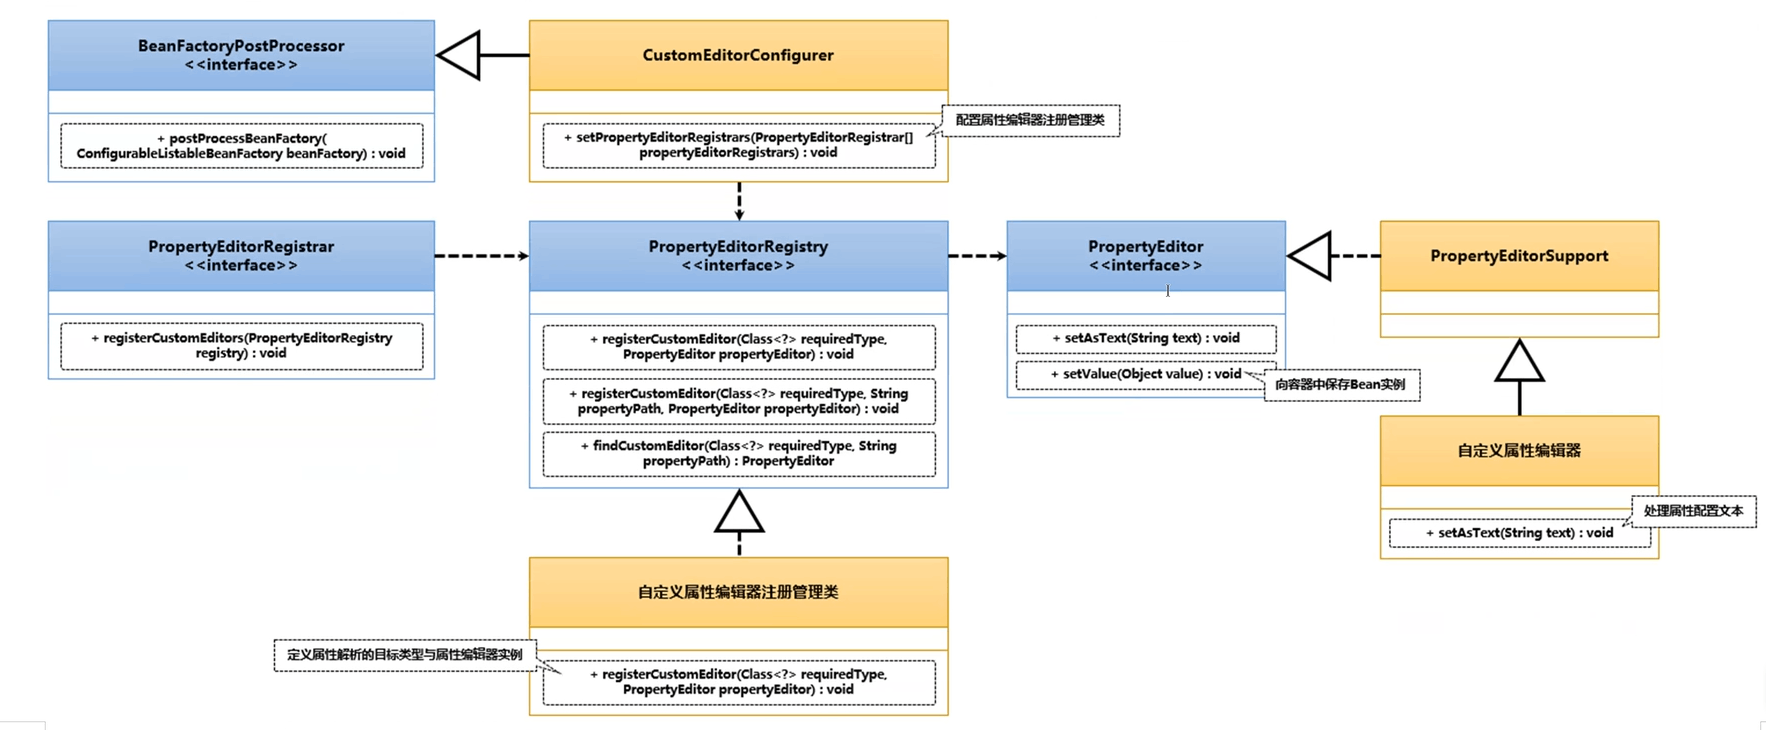 BeanFactoryPostProcessor
<<interface>>
+ postProcessBeanFactory(
ConfigurableListableBeanFactory beanFactory) : void
CustomEditorConfigurer
+ setPropertyEditorRegistrars(PropertyEditorRegistrar[]
propertyEditorRegistrars) : void
配置属性编辑器注册管理类
PropertyEditorRegistrar
<<interface>>
+ registerCustomEditors(PropertyEditorRegistry
registry) : void
PropertyEditorRegistry
<<interface>>
+ registerCustomEditor(Class<?> requiredType,
PropertyEditor propertyEditor) : void
+ registerCustomEditor(Class<?> requiredType, String
propertyPath, PropertyEditor propertyEditor) : void
+ findCustomEditor(Class<?> requiredType, String
propertyPath) : PropertyEditor
PropertyEditor
<<interface>>
+ setAsText(String text) : void
+ setValue(Object value) : void
向容器中保存Bean实例
PropertyEditorSupport
自定义属性编辑器
+ setAsText(String text) : void
处理属性配置文本
自定义属性编辑器注册管理类
+ registerCustomEditor(Class<?> requiredType,
PropertyEditor propertyEditor) : void
定义属性解析的目标类型与属性编辑器实例